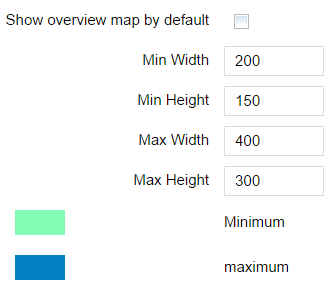 Show overview map by default
Min Width 200
Min Height 150
Max Width 400
Max Height 300
Minimum
maximum